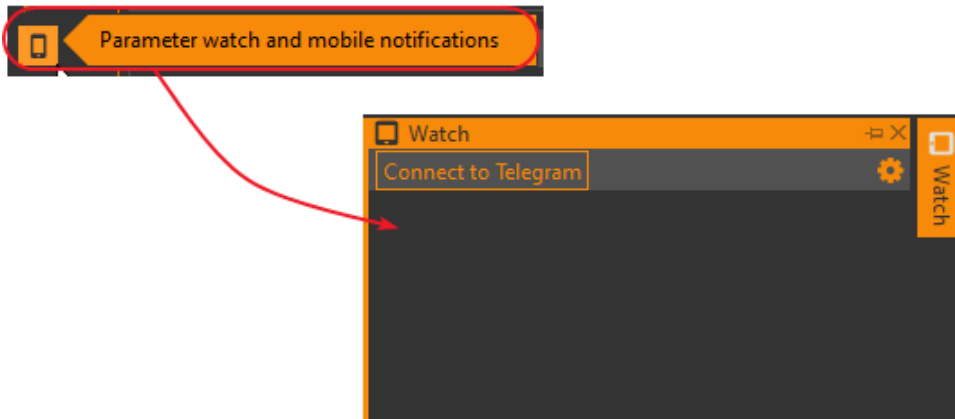 Parameter watch and mobile notifications
Watch
Connect to Telegram
Watch